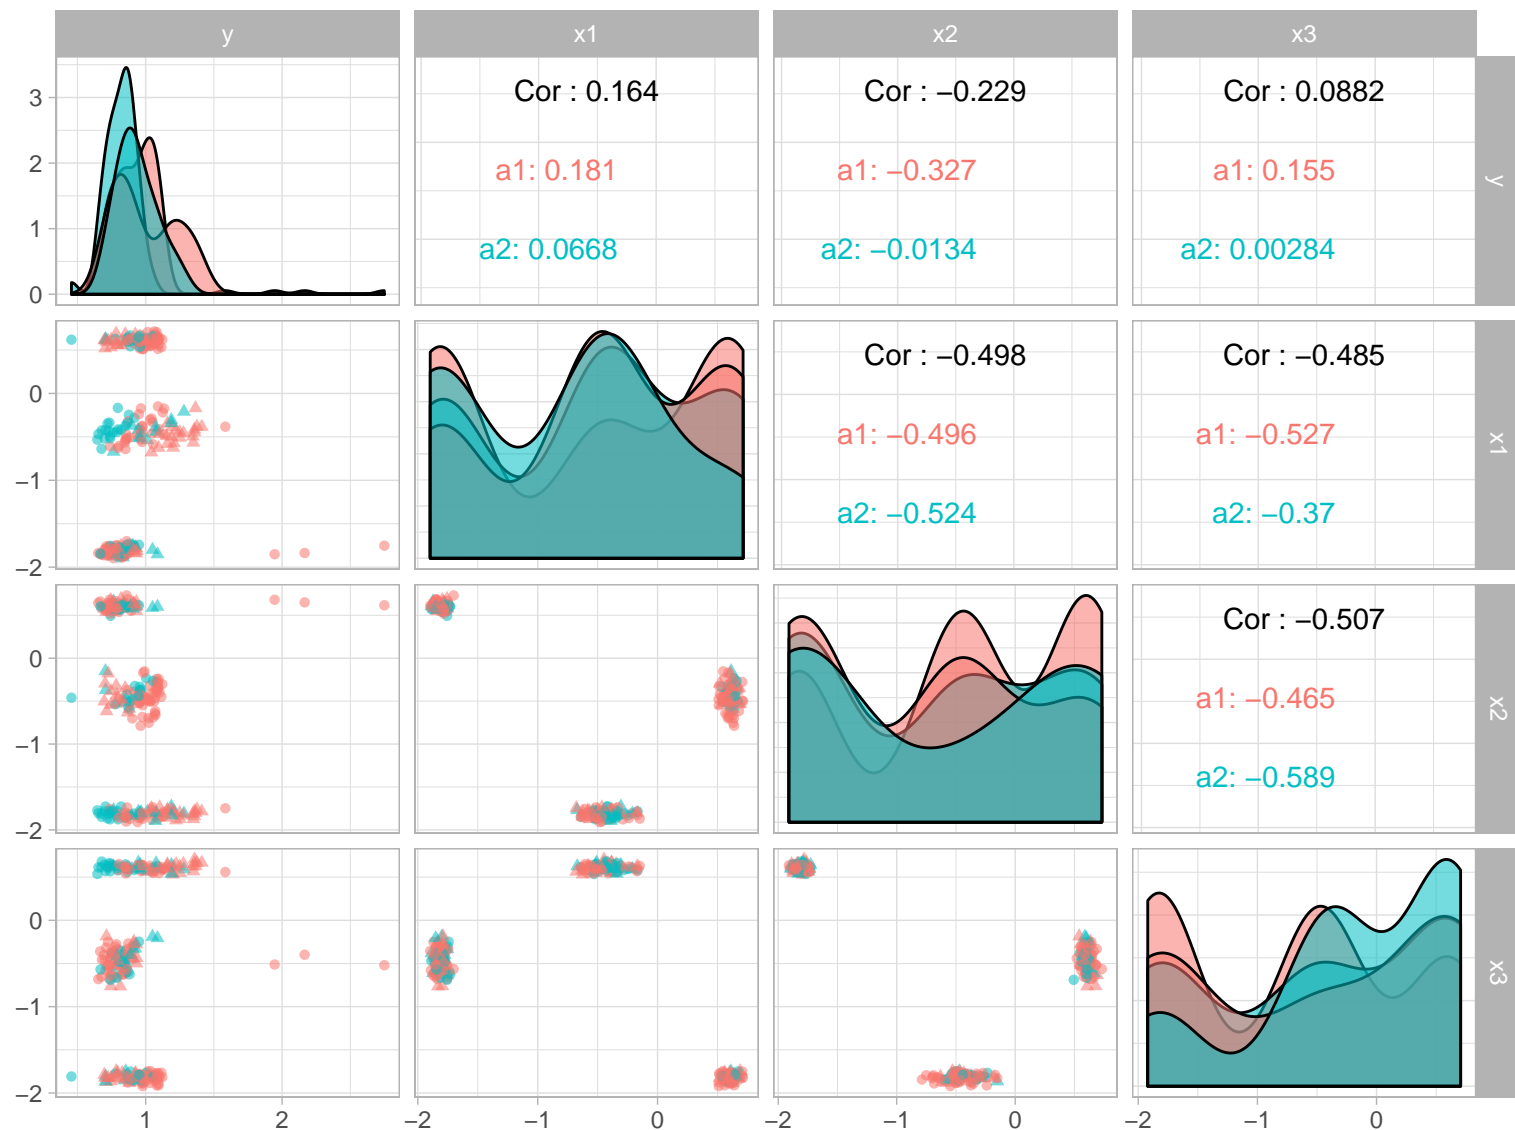 y x1 x2 x3
3
2
1
0
Cor : 0.164
a1: 0.181
a2: 0.0668
Cor : −0.229
a1: −0.327
a2: −0.0134
Cor : 0.0882
a1: 0.155
a2: 0.00284
y
0
−1
−2
Cor : −0.498
a1: −0.496
a2: −0.524
Cor : −0.485
a1: −0.527
a2: −0.37
x1
0
−1
−2
Cor : −0.507
a1: −0.465
a2: −0.589
x2
0
−1
−2
x3
1 2 −2 −1 0 −2 −1 0 −2 −1 0